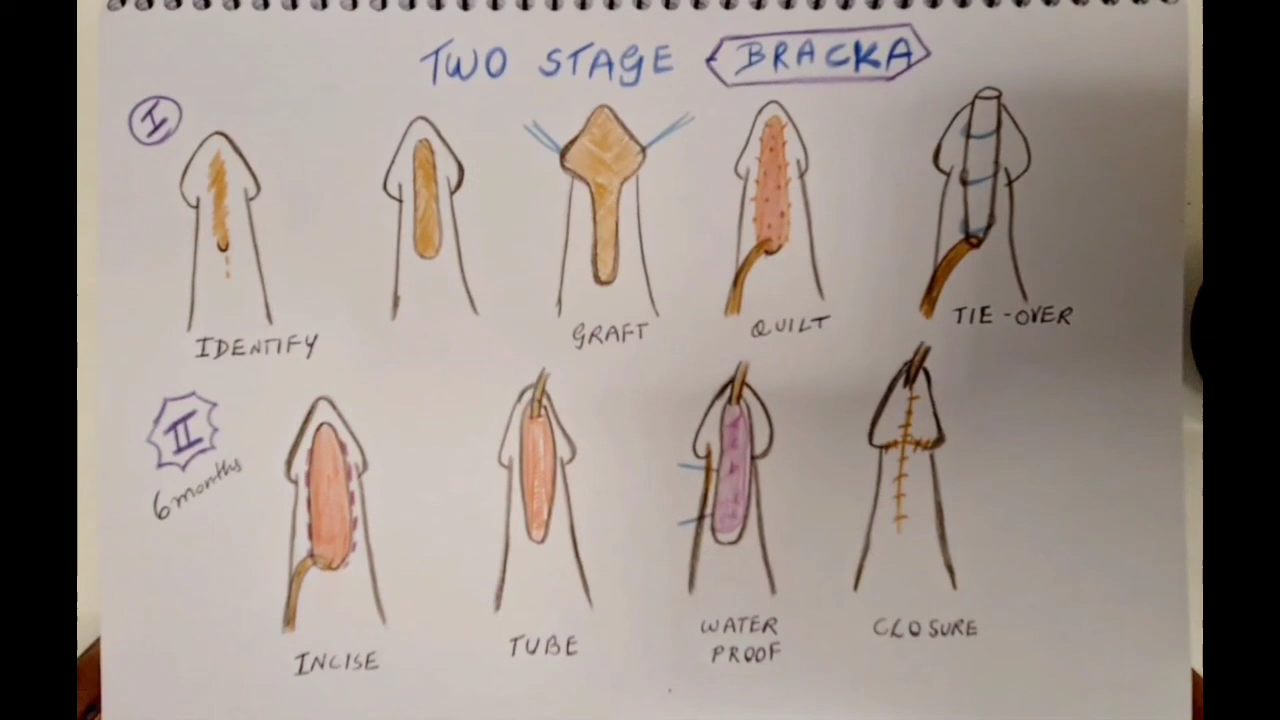 TWO STAGE BRACKA
I
IDENTIFY
GRAFT
QUILT
TIE-OVER
II
6 months
INCISE
TUBE
WATER
PROOF
CLOSURE